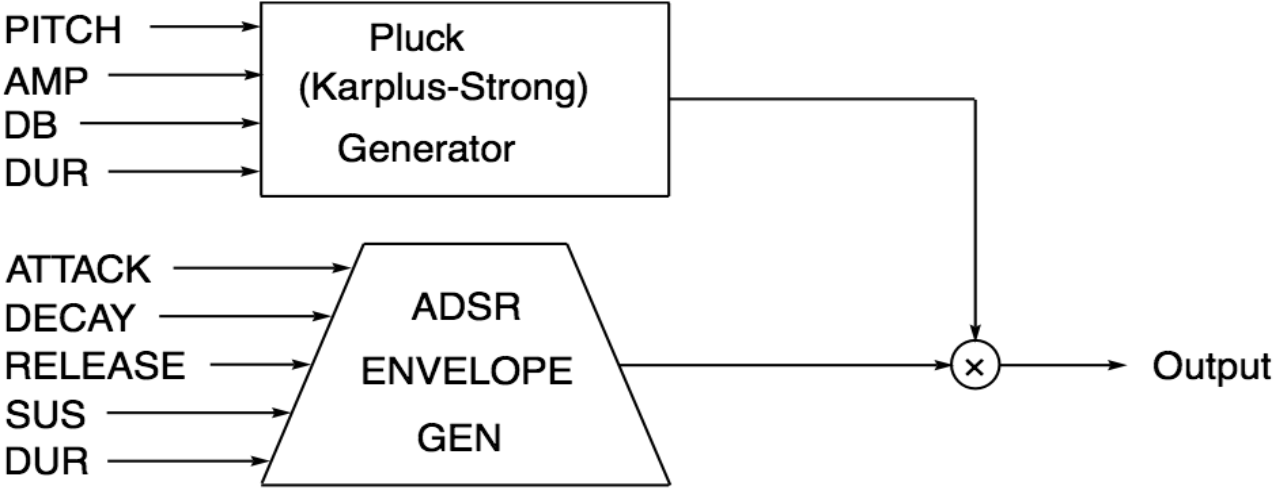 PITCH
AMP
DB
DUR
Pluck
(Karplus-Strong)
Generator
ATTACK
DECAY
RELEASE
SUS
DUR
ADSR
ENVELOPE
GEN
×
Output